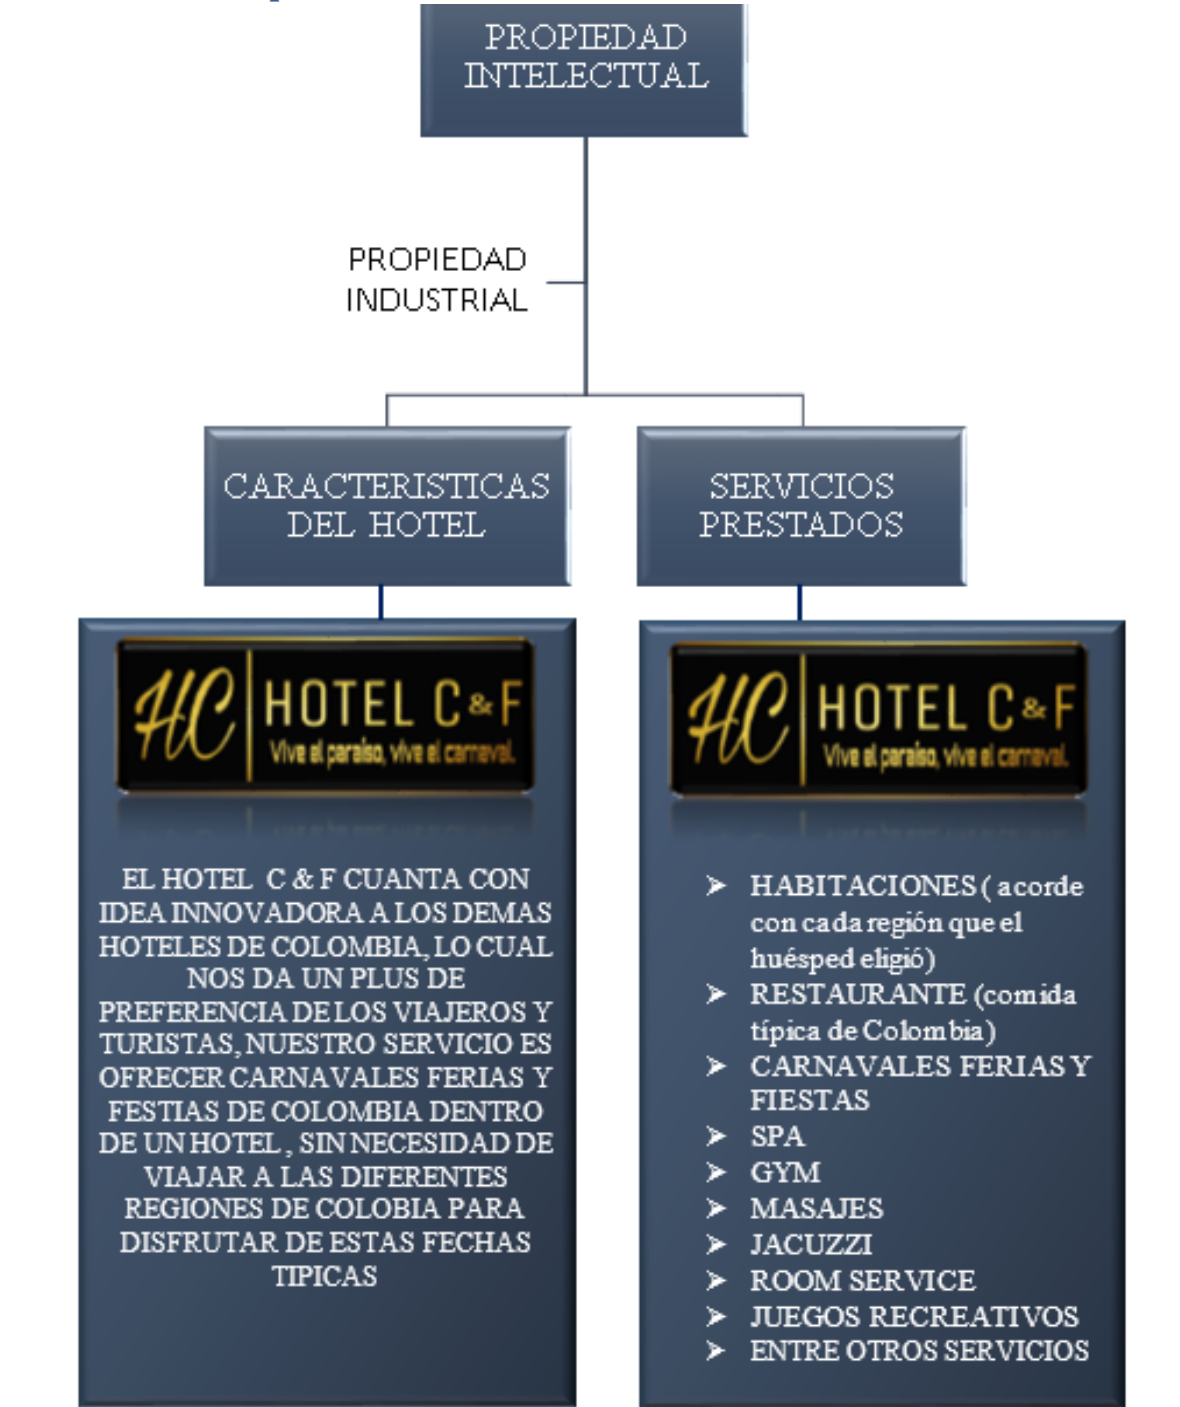 PROPIEDAD
INTELECTUAL
PROPIEDAD
INDUSTRIAL
CARACTERISTICAS
DEL HOTEL
SERVICIOS
PRESTADOS
HC
HOTEL C & F
Vive el paraíso, vive el carnaval.
EL HOTEL C & F CUANTA CON
IDEA INNOVADORA A LOS DEMAS
HOTELES DE COLOMBIA, LO CUAL
NOS DA UN PLUS DE
PREFERENCIA DE LOS VIAJEROS Y
TURISTAS, NUESTRO SERVICIO ES
OFRECER CARNAVALES FERIAS Y
FESTIAS DE COLOMBIA DENTRO
DE UN HOTEL , SIN NECESIDAD DE
VIAJAR A LAS DIFERENTES
REGIONES DE COLOBIA PARA
DISFRUTAR DE ESTAS FECHAS
TIPICAS
HC
HOTEL C & F
Vive el paraíso, vive el carnaval.
➤ HABITACIONES ( acorde
con cada región que el
huésped eligió)
➤ RESTAURANTE (comida
típica de Colombia)
➤ CARNAVALES FERIAS Y
FIESTAS
➤ SPA
➤ GYM
➤ MASAJES
➤ JACUZZI
➤ ROOM SERVICE
➤ JUEGOS RECREATIVOS
➤ ENTRE OTROS SERVICIOS